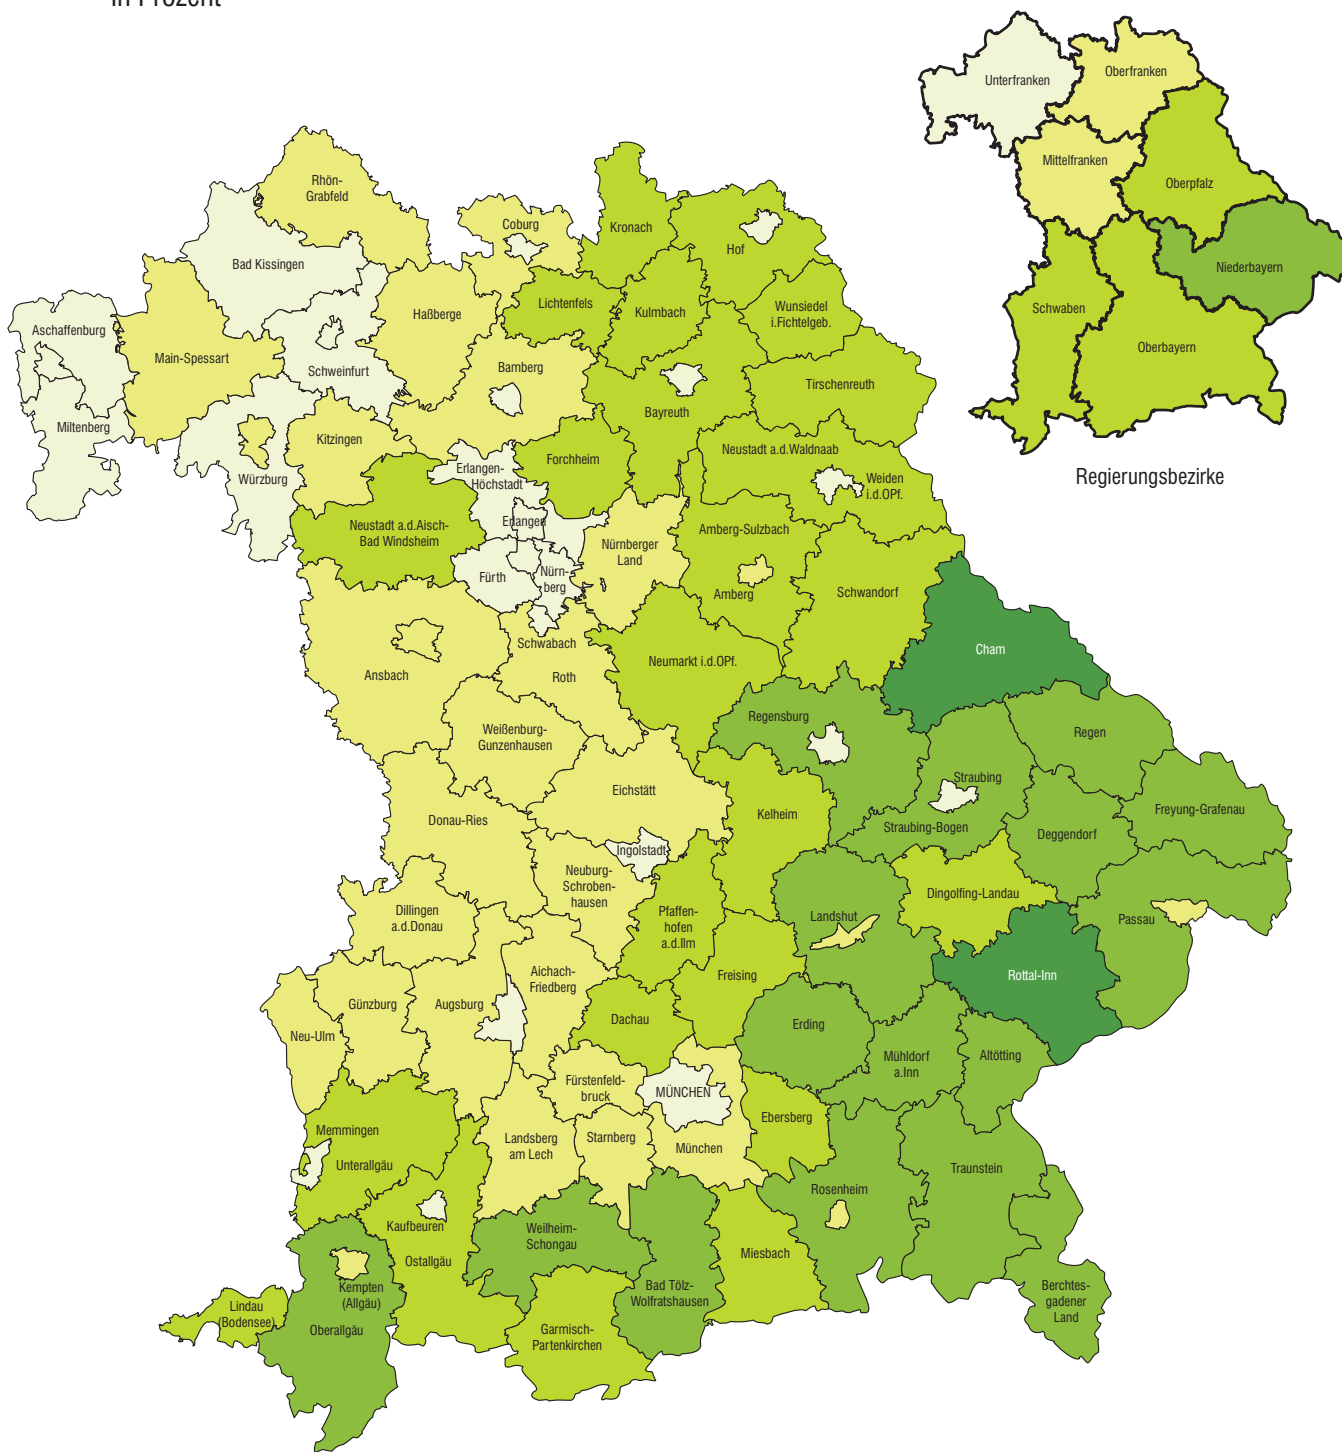 in Prozent
Unterfranken
Oberfranken
Mittelfranken
Oberpfalz
Niederbayern
Schwaben
Oberbayern
Regierungsbezirke
Rhön-
Grabfeld
Coburg
Kronach
Hof
Bad Kissingen
Lichtenfels
Kulmbach
Wunsiedel
i.Fichtelgeb.
Aschaffenburg
Haßberge
Main-Spessart
Schweinfurt
Bamberg
Tirschenreuth
Miltenberg
Bayreuth
Kitzingen
Würzburg
Forchheim
Neustadt a.d.Waldnaab
Erlangen-
Höchstadt
Weiden
i.d.OPf.
Neustadt a.d.Aisch-
Bad Windsheim
Erlangen
Amberg-Sulzbach
Nürnberger
Land
Fürth
Nürn-
berg
Amberg
Schwandorf
Schwabach
Cham
Ansbach
Roth
Neumarkt i.d.OPf.
Weißenburg-
Gunzenhausen
Regensburg
Regen
Straubing
Eichstätt
Donau-Ries
Kelheim
Straubing-Bogen
Deggendorf
Freyung-Grafenau
Ingolstadt
Neuburg-
Schroben-
hausen
Dingolfing-Landau
Dillingen
a.d.Donau
Pfaffen-
hofen
a.d.Ilm
Landshut
Passau
Aichach-
Friedberg
Freising
Rottal-Inn
Günzburg
Augsburg
Dachau
Erding
Neu-Ulm
Mühldorf
a.Inn
Altötting
Fürstenfeld-
bruck
MÜNCHEN
Ebersberg
Memmingen
Landsberg
am Lech
Starnberg
München
Unterallgäu
Traunstein
Rosenheim
Kaufbeuren
Weilheim-
Schongau
Ostallgäu
Miesbach
Kempten
(Allgäu)
Bad Tölz-
Wolfratshausen
Berchtes-
gadener
Land
Lindau
(Bodensee)
Oberallgäu
Garmisch-
Partenkirchen